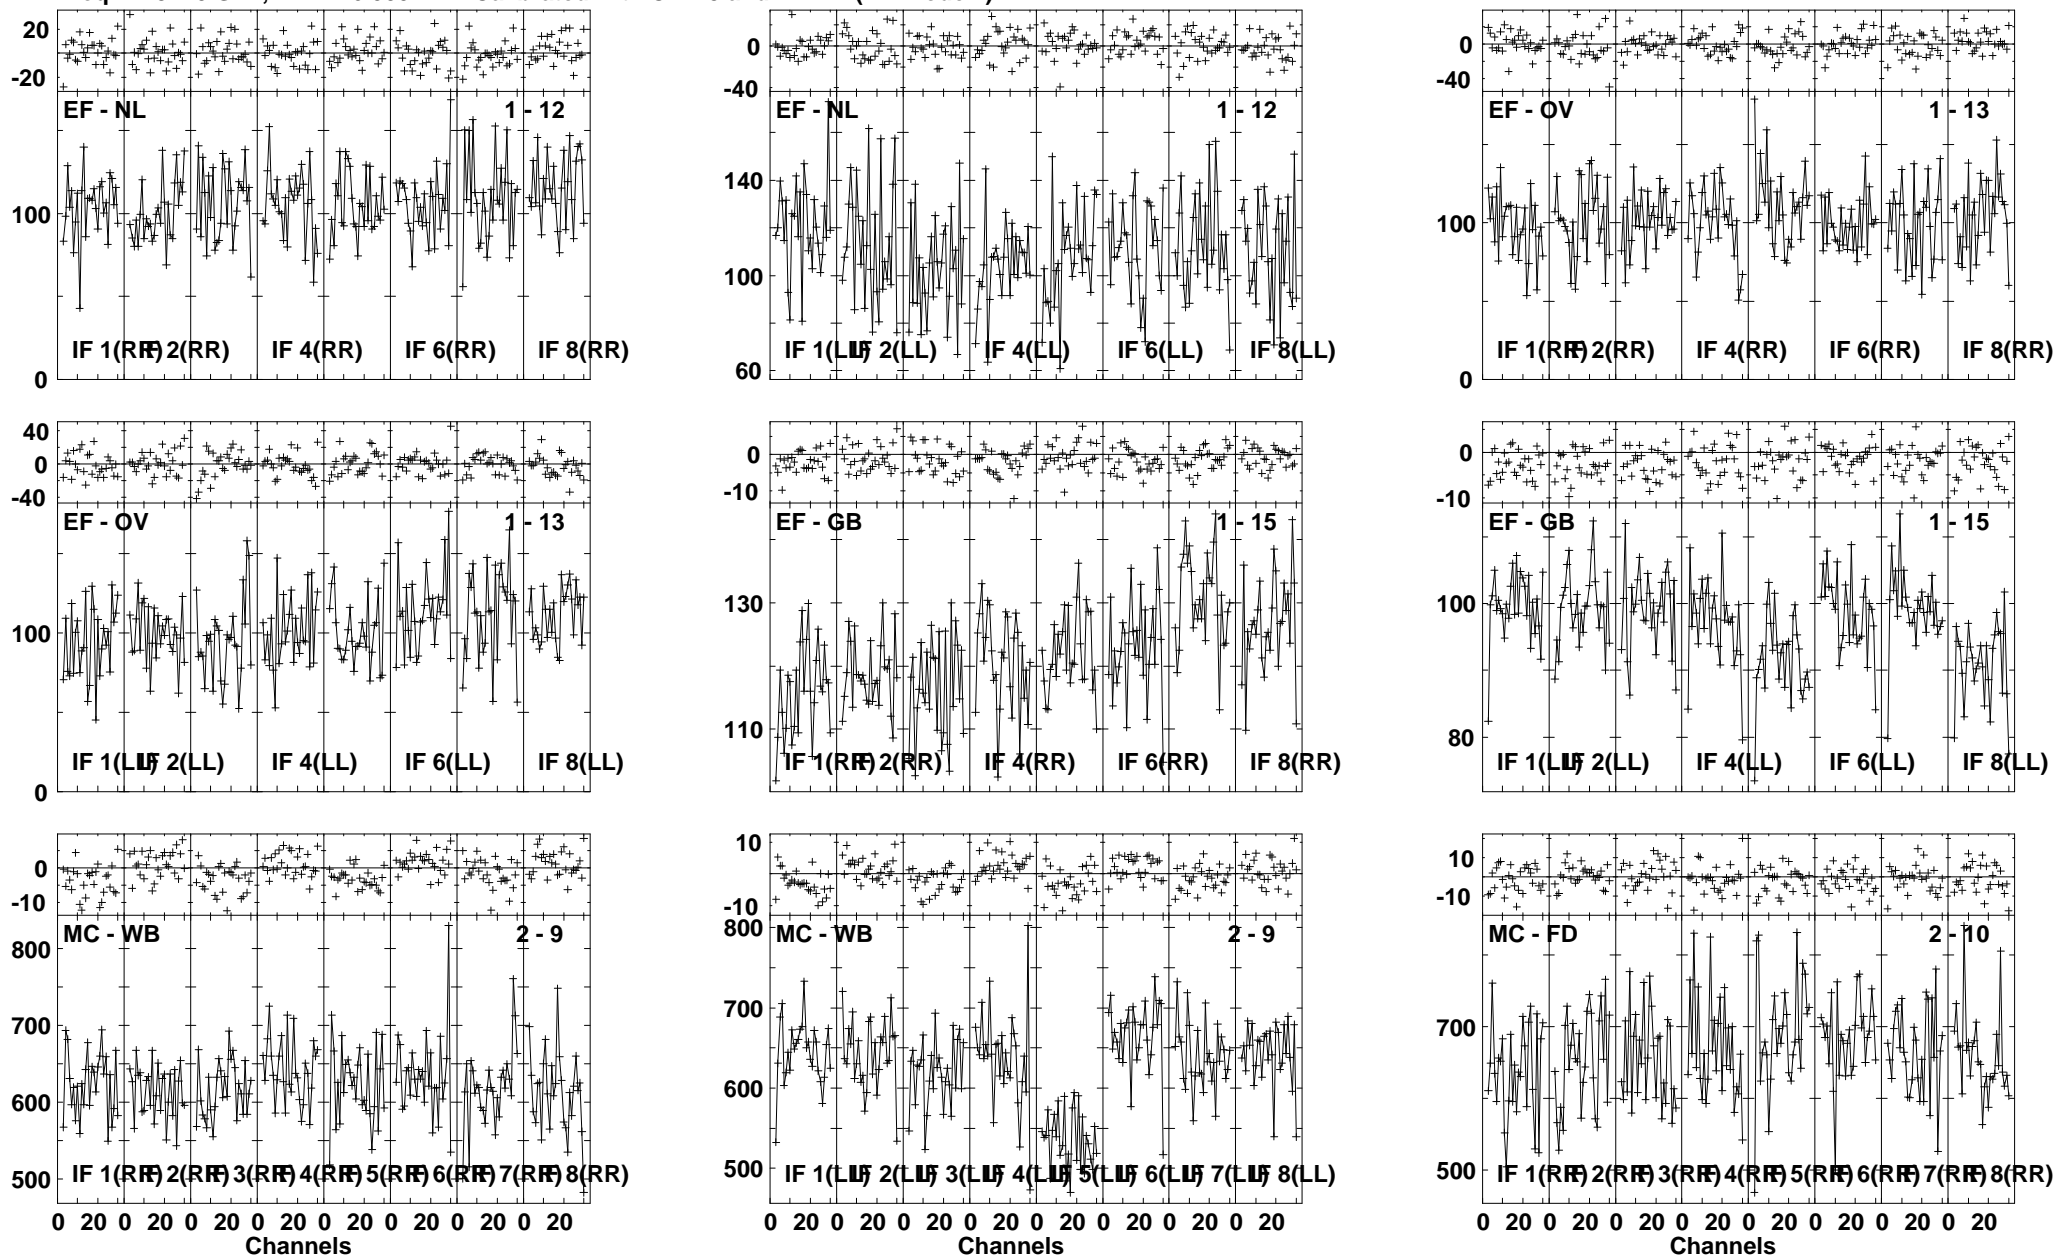 20
0
-20
EF - NL 1 - 12
100
0
IF 1(RR) IF 2(RR) IF 4(RR) IF 6(RR) IF 8(RR)
0
-40
EF - NL 1 - 12
140
100
60
IF 1(LL) IF 2(LL) IF 4(LL) IF 6(LL) IF 8(LL)
0
-40
EF - OV 1 - 13
100
0
IF 1(RR) IF 2(RR) IF 4(RR) IF 6(RR) IF 8(RR)
40
0
-40
EF - OV 1 - 13
100
0
IF 1(LL) IF 2(LL) IF 4(LL) IF 6(LL) IF 8(LL)
0
-10
EF - GB 1 - 15
130
110
IF 1(RR) IF 2(RR) IF 4(RR) IF 6(RR) IF 8(RR)
0
-10
EF - GB 1 - 15
100
80
IF 1(LL) IF 2(LL) IF 4(LL) IF 6(LL) IF 8(LL)
0
-10
MC - WB 2 - 9
800
700
600
500
IF 1(RR) IF 2(RR) IF 3(RR) IF 4(RR) IF 5(RR) IF 6(RR) IF 7(RR) IF 8(RR)
0 20 0 20 0 20 0 20 0 20 0 20 0 20 0 20
Channels
10
0
-10
MC - WB 2 - 9
800
700
600
500
IF 1(LL) IF 2(LL) IF 3(LL) IF 4(LL) IF 5(LL) IF 6(LL) IF 7(LL) IF 8(LL)
0 20 0 20 0 20 0 20 0 20 0 20 0 20 0 20
Channels
10
0
-10
MC - FD 2 - 10
700
500
IF 1(RR) IF 2(RR) IF 3(RR) IF 4(RR) IF 5(RR) IF 6(RR) IF 7(RR) IF 8(RR)
0 20 0 20 0 20 0 20 0 20 0 20 0 20 0 20
Channels